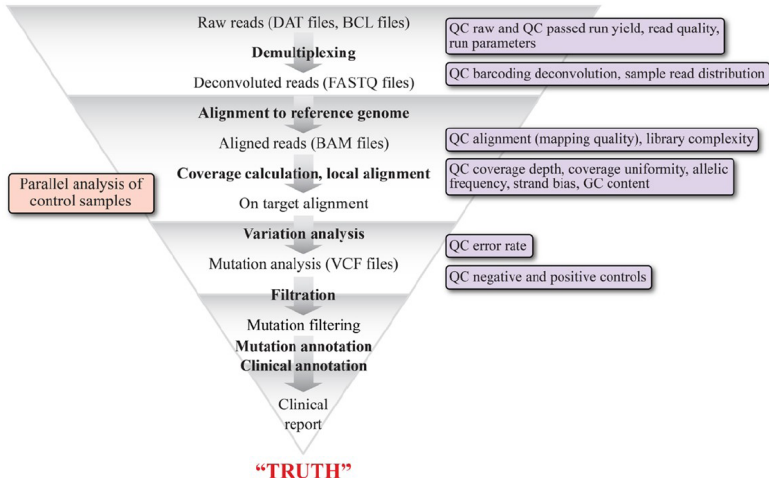 Raw reads (DAT files, BCL files)
QC raw and QC passed run yield, read quality,
run parameters
Demultiplexing
QC barcoding deconvolution, sample read distribution
Deconvoluted reads (FASTQ files)
Alignment to reference genome
Aligned reads (BAM files)
QC alignment (mapping quality), library complexity
Coverage calculation, local alignment
QC coverage depth, coverage uniformity, allelic
frequency, strand bias, GC content
Parallel analysis of
control samples
On target alignment
Variation analysis
QC error rate
Mutation analysis (VCF files)
QC negative and positive controls
Filtration
Mutation filtering
Mutation annotation
Clinical annotation
Clinical
report
“TRUTH”